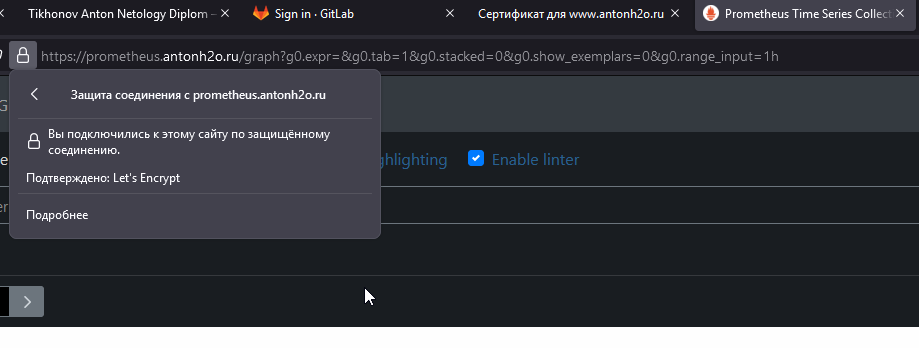 Tikhonov Anton Netology Diplom –
Sign in · GitLab
Сертификат для www.antonh2o.ru
Prometheus Time Series Collect
https://prometheus.antonh2o.ru/graph?g0.expr=&g0.tab=1&g0.stacked=0&g0.show_exemplars=0&g0.range_input=1h
Защита соединения с prometheus.antonh2o.ru
Вы подключились к этому сайту по защищённому
соединению.
ghlighting
Enable linter
Подтверждено: Let's Encrypt
Подробнее